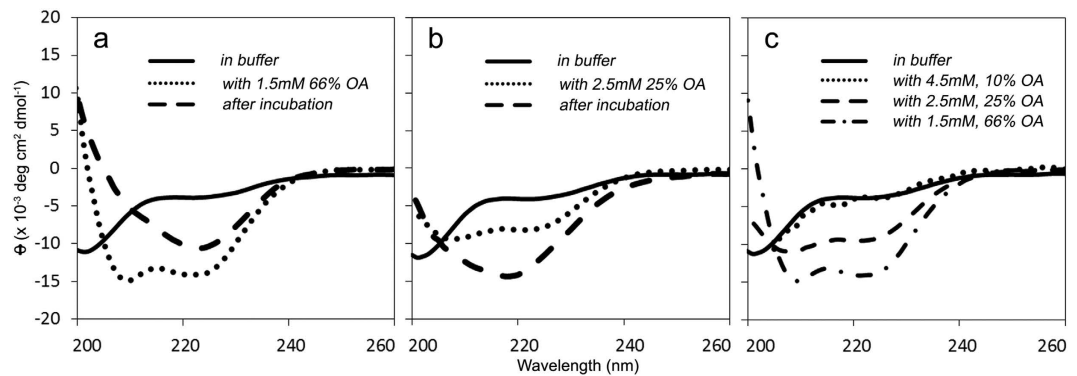 a
in buffer
with 1.5mM 66% OA
after incubation
b
in buffer
with 2.5mM 25% OA
after incubation
c
in buffer
with 4.5mM, 10% OA
with 2.5mM, 25% OA
with 1.5mM, 66% OA
Φ (x 10⁻³ deg cm² dmol⁻¹)
20
15
10
5
0
-5
-10
-15
-20
200 220 240 260 200 220 240 260 200 220 240 260
Wavelength (nm)